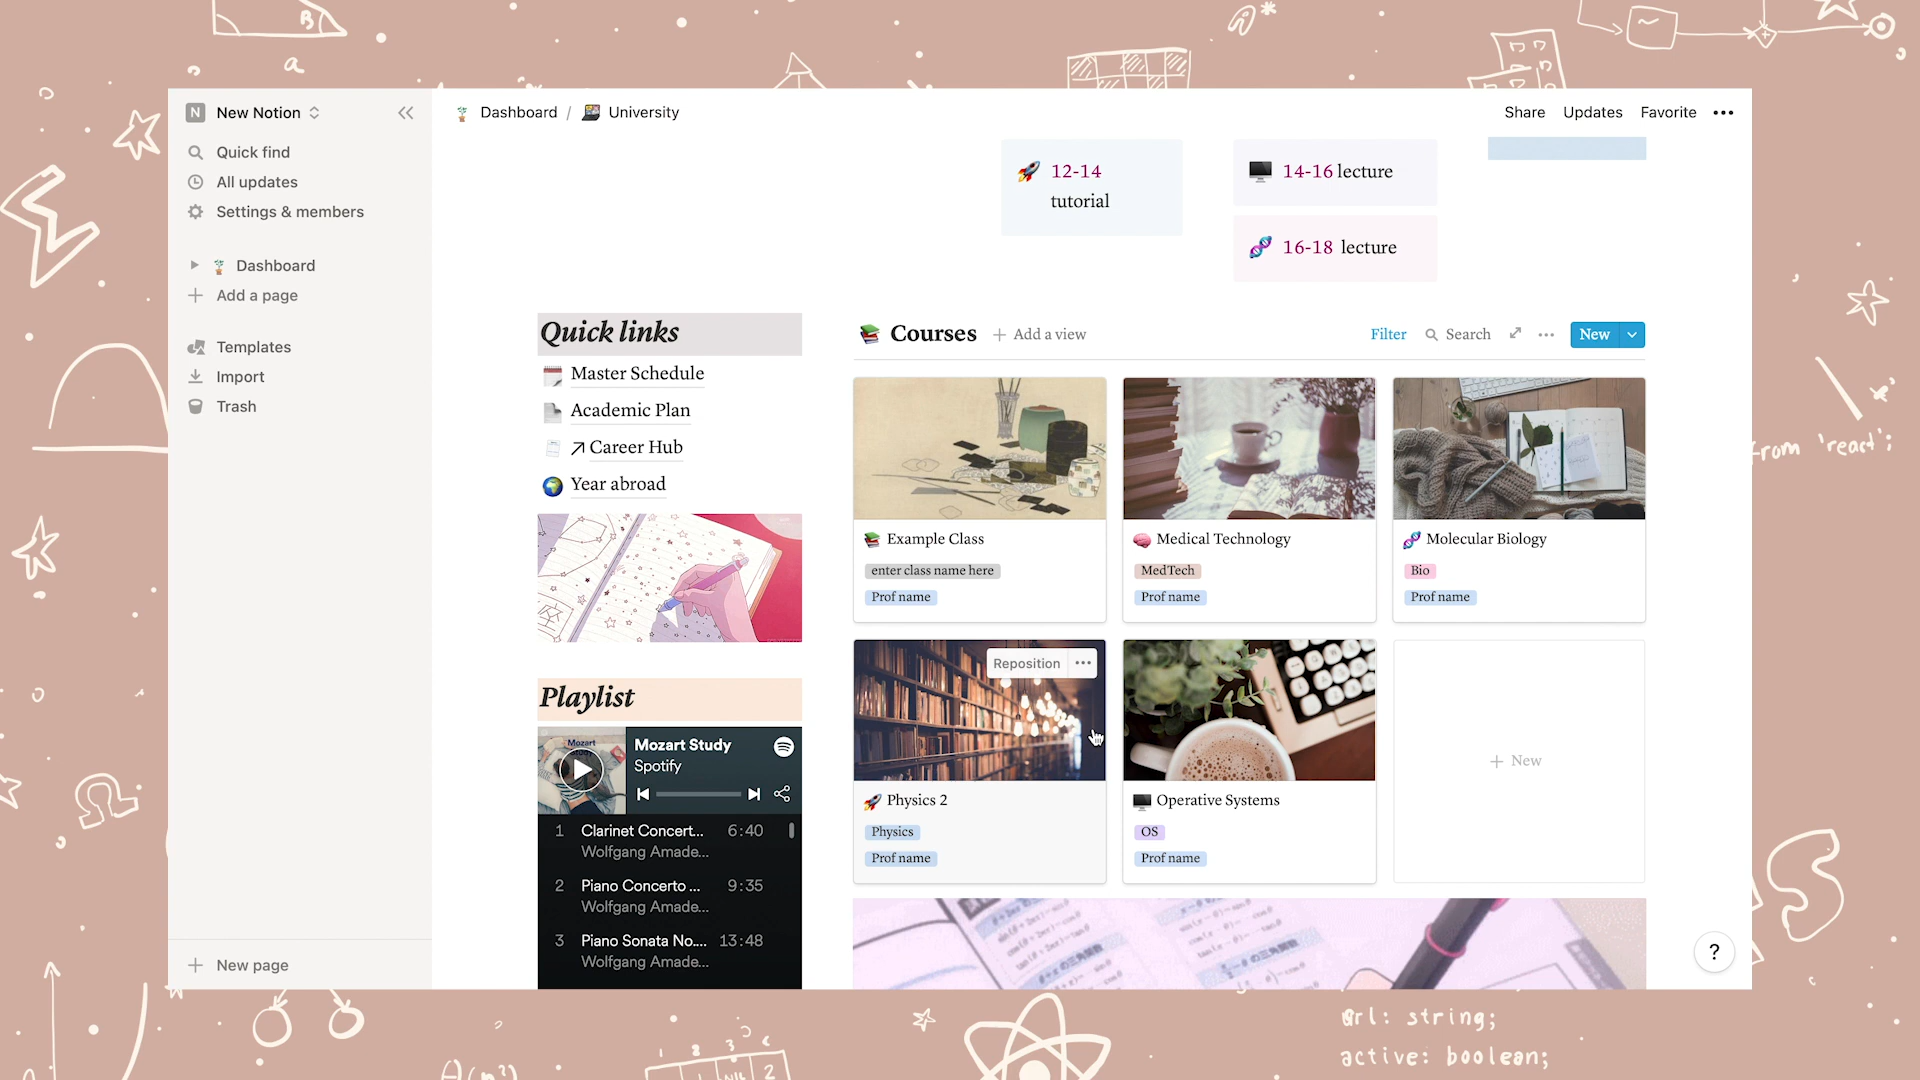 B
a
from 'react';
New Notion
Quick find
All updates
Settings & members
Dashboard
Add a page
Templates
Import
Trash
New page
Dashboard / University
Share Updates Favorite
12-14
tutorial
14-16 lecture
16-18 lecture
Quick links
Master Schedule
Academic Plan
Career Hub
Year abroad
Playlist
Mozart
Mozart Study
Spotify
1 Clarinet Concert... 6:40
Wolfgang Amade...
2 Piano Concerto ... 9:35
Wolfgang Amade...
3 Piano Sonata No.... 13:48
Wolfgang Amade...
Courses + Add a view
Filter Search New
Example Class
enter class name here
Prof name
Medical Technology
MedTech
Prof name
Molecular Biology
Bio
Prof name
Reposition
Physics 2
Physics
Prof name
Operative Systems
OS
Prof name
+ New
?
url: string;
active: boolean;